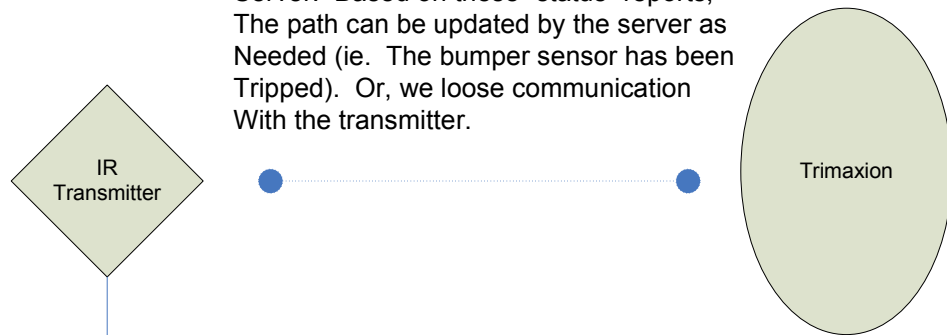 The path can be updated by the server as
Needed (ie.  The bumper sensor has been
Tripped).  Or, we loose communication
With the transmitter.
IR
Transmitter
Trimaxion